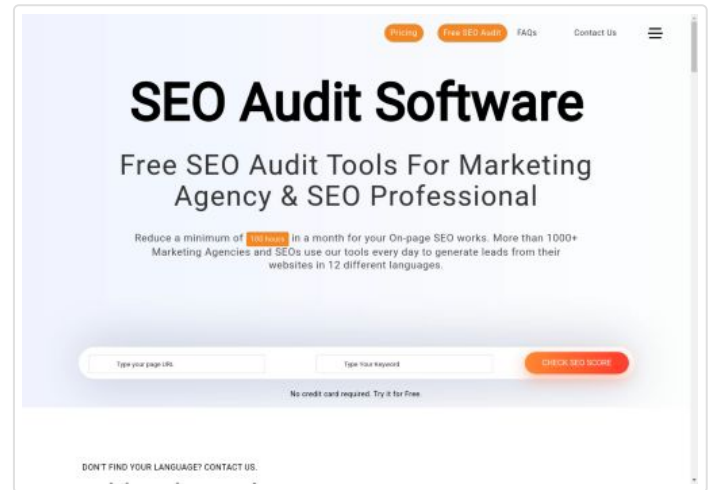 Pricing Free SEO Audit FAQs Contact Us
SEO Audit Software
Free SEO Audit Tools For Marketing
Agency & SEO Professional
Reduce a minimum of 100 hours in a month for your On-page SEO works. More than 1000+
Marketing Agencies and SEOs use our tools every day to generate leads from their
websites in 12 different languages.
Type your page URL Type Your Keyword CHECK SEO SCORE
No credit card required. Try it for Free.
DON'T FIND YOUR LANGUAGE? CONTACT US.